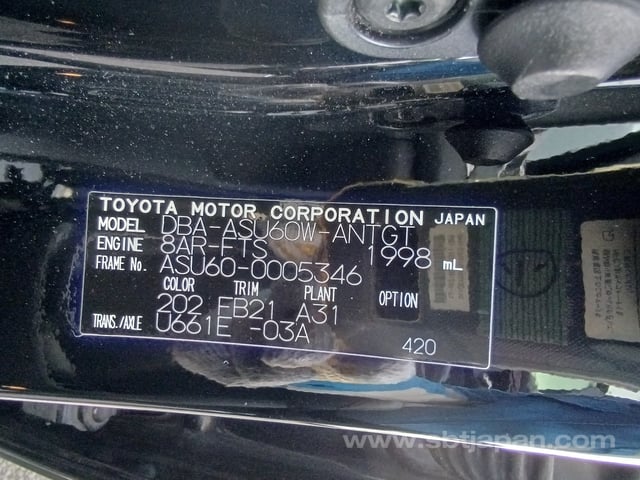 TOYOTA MOTOR CORPORATION JAPAN
MODEL DBA-ASU60W-ANTGT
ENGINE 8AR-FTS 1998 mL
FRAME No. ASU60-0005346
COLOR TRIM PLANT OPTION
202 FB21 A31
TRANS./AXLE U661E -03A
420
www.sbtjapan.com